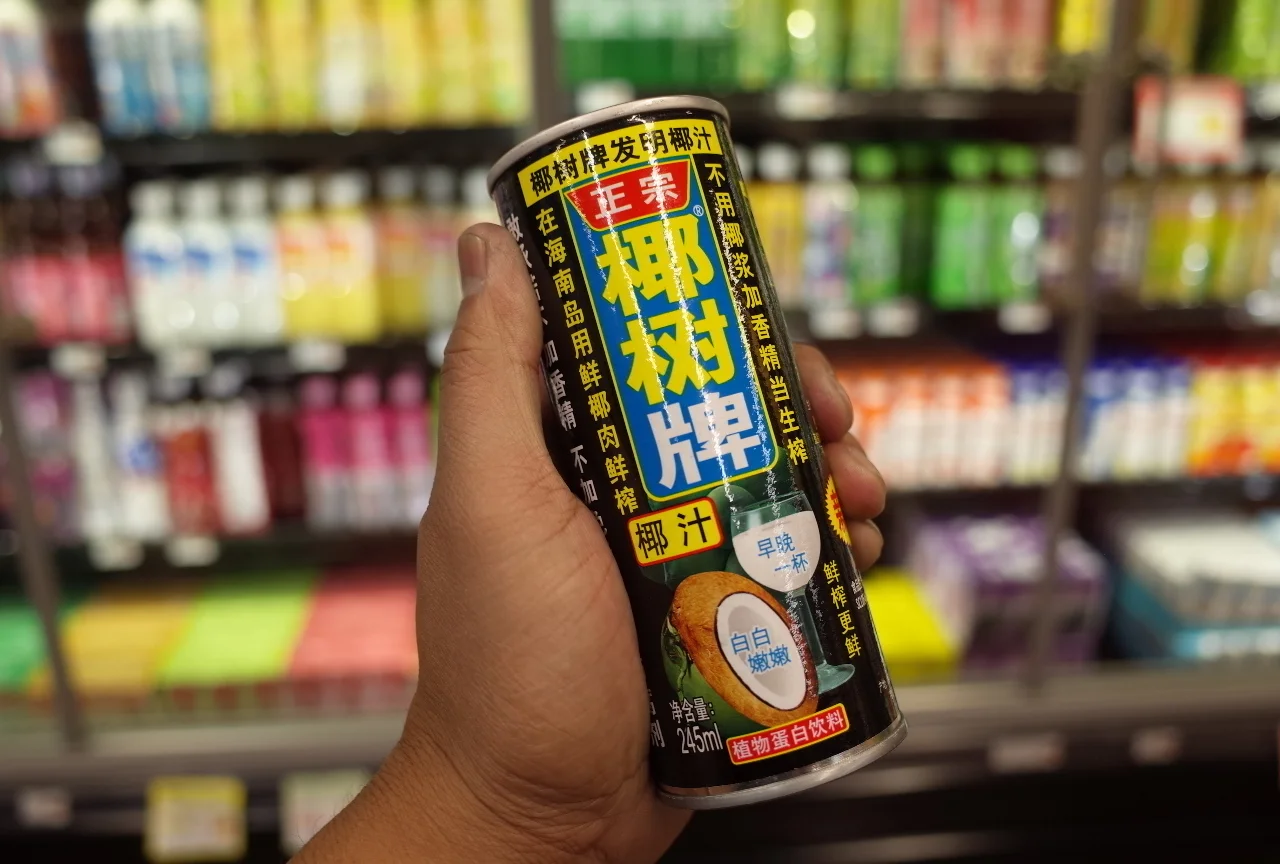 椰树牌发明椰汁
正宗
®
椰树牌
在海南岛用鲜椰肉鲜榨
不用椰浆加香精当生榨
加香精 不加
椰汁
早晚
一杯
白白
嫩嫩
鲜榨更鲜
净含量:
245ml
植物蛋白饮料